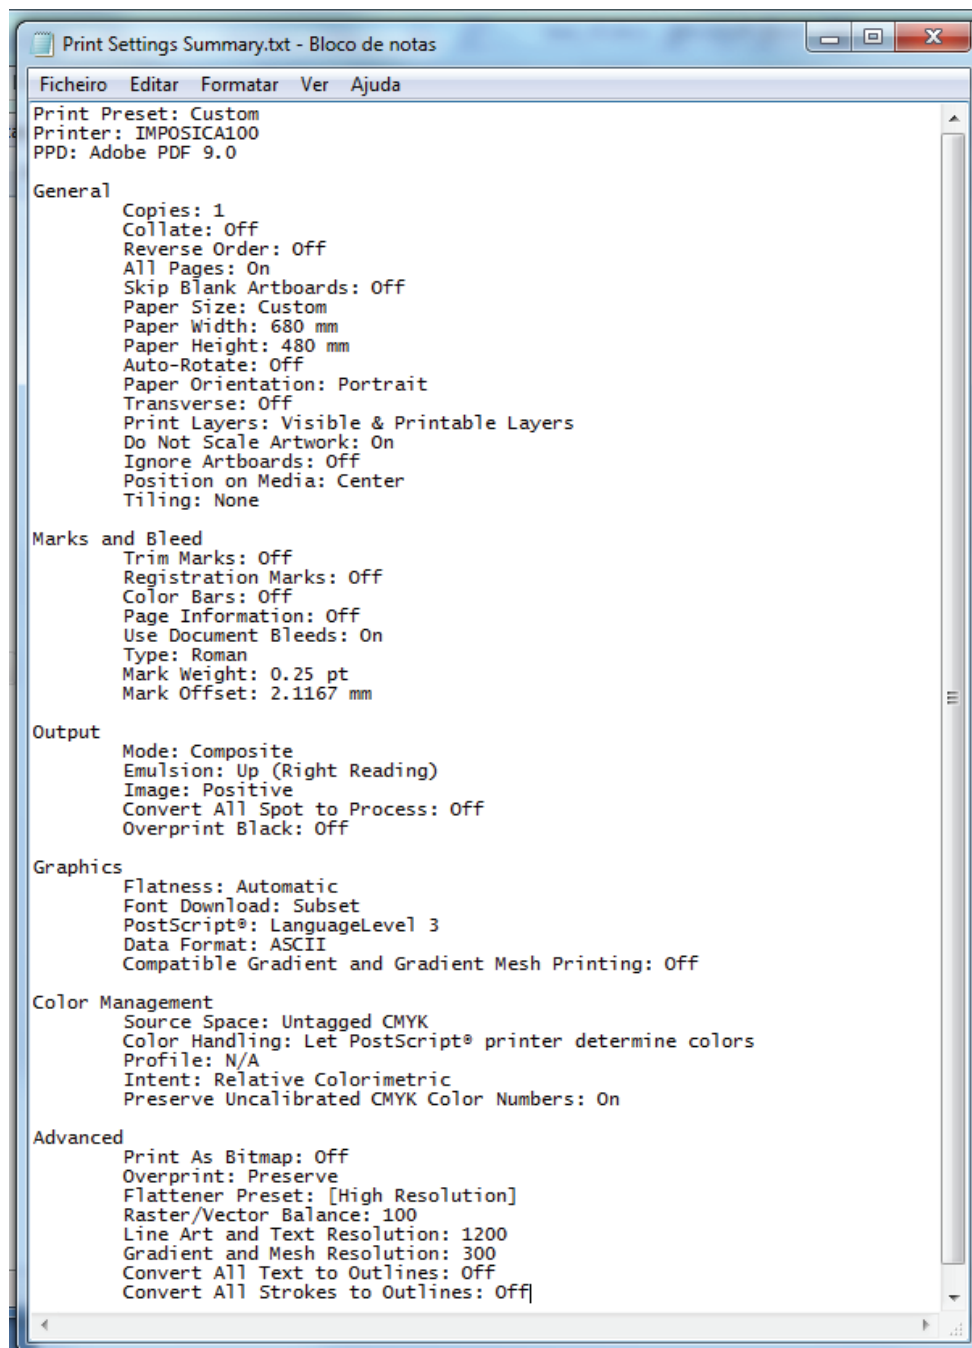 Print Settings Summary.txt - Bloco de notas
Ficheiro Editar Formatar Ver Ajuda
Print Preset: Custom
Printer: IMPOSICA100
PPD: Adobe PDF 9.0
General
Copies: 1
Collate: Off
Reverse Order: Off
All Pages: On
Skip Blank Artboards: Off
Paper Size: Custom
Paper Width: 680 mm
Paper Height: 480 mm
Auto-Rotate: Off
Paper Orientation: Portrait
Transverse: Off
Print Layers: Visible & Printable Layers
Do Not Scale Artwork: On
Ignore Artboards: Off
Position on Media: Center
Tiling: None
Marks and Bleed
Trim Marks: Off
Registration Marks: Off
Color Bars: Off
Page Information: Off
Use Document Bleeds: On
Type: Roman
Mark Weight: 0.25 pt
Mark Offset: 2.1167 mm
Output
Mode: Composite
Emulsion: Up (Right Reading)
Image: Positive
Convert All Spot to Process: Off
Overprint Black: Off
Graphics
Flatness: Automatic
Font Download: Subset
PostScript®: LanguageLevel 3
Data Format: ASCII
Compatible Gradient and Gradient Mesh Printing: Off
Color Management
Source Space: Untagged CMYK
Color Handling: Let PostScript® printer determine colors
Profile: N/A
Intent: Relative Colorimetric
Preserve Uncalibrated CMYK Color Numbers: On
Advanced
Print As Bitmap: Off
Overprint: Preserve
Flattener Preset: [High Resolution]
Raster/Vector Balance: 100
Line Art and Text Resolution: 1200
Gradient and Mesh Resolution: 300
Convert All Text to Outlines: Off
Convert All Strokes to Outlines: Off